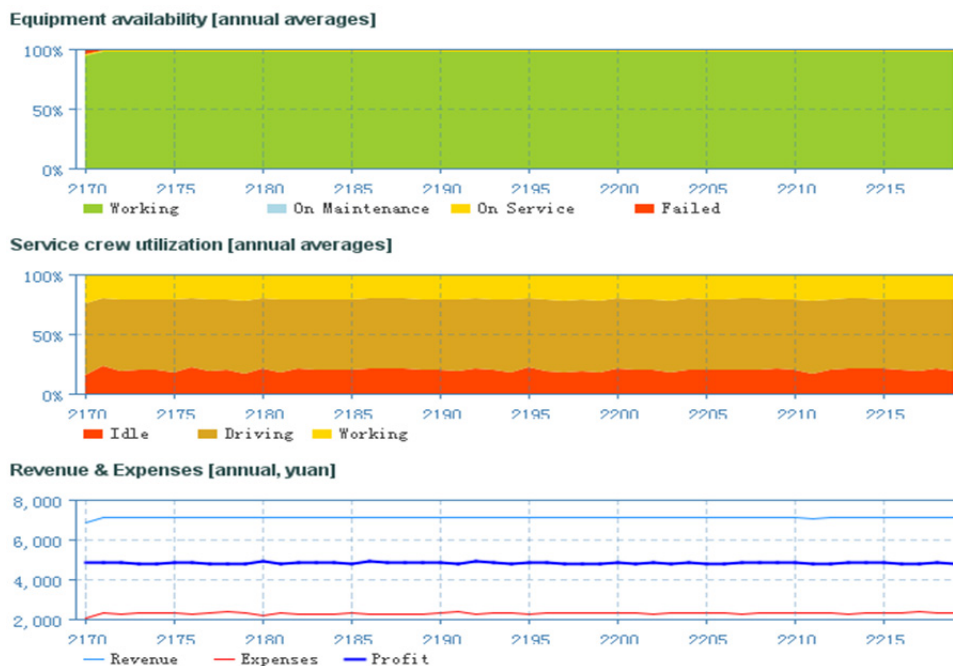 Equipment availability [annual averages]
100%
50%
0%
2170 2175 2180 2185 2190 2195 2200 2205 2210 2215
Working On Maintenance On Service Failed
Service crew utilization [annual averages]
100%
50%
0%
2170 2175 2180 2185 2190 2195 2200 2205 2210 2215
Idle Driving Working
Revenue & Expenses [annual, yuan]
8,000
6,000
4,000
2,000
2170 2175 2180 2185 2190 2195 2200 2205 2210 2215
Revenue Expenses Profit